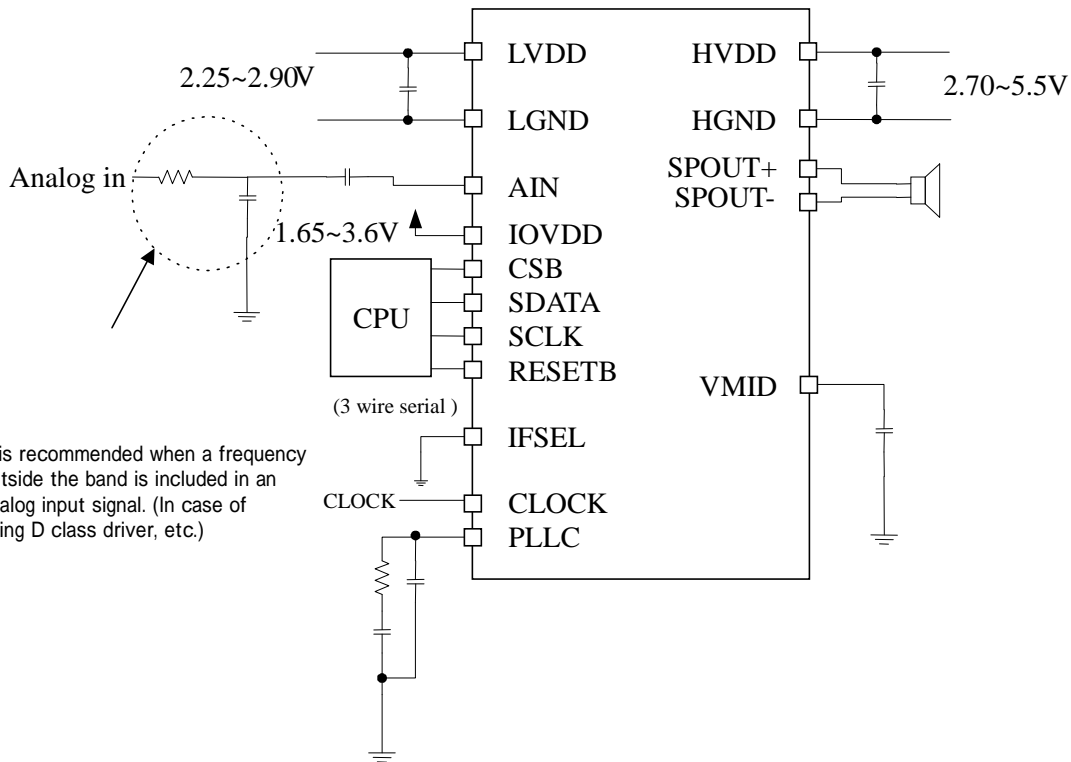 LVDD
HVDD
2.25~2.90V
2.70~5.5V
LGND
HGND
SPOUT+
Analog in
AIN
SPOUT-
1.65~3.6V
IOVDD
CSB
SDATA
CPU
SCLK
RESETB
VMID
(3 wire serial )
IFSEL
is recommended when a frequency
tside the band is included in an
alog input signal. (In case of
ing D class driver, etc.)
CLOCK
CLOCK
PLLC